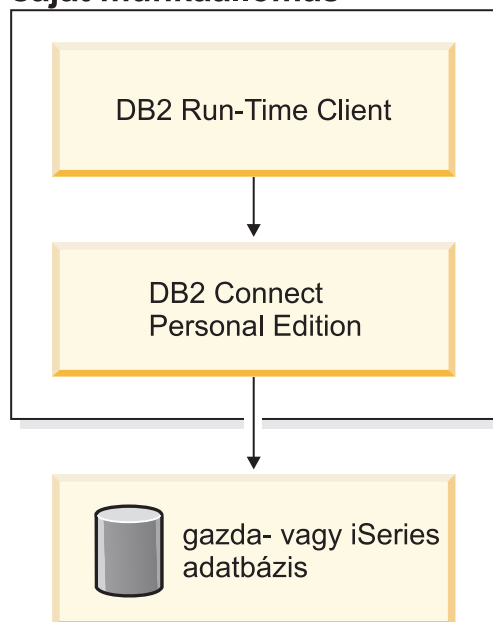 DB2 Run-Time Client
DB2 Connect
Personal Edition
gazda- vagy iSeries
adatbázis